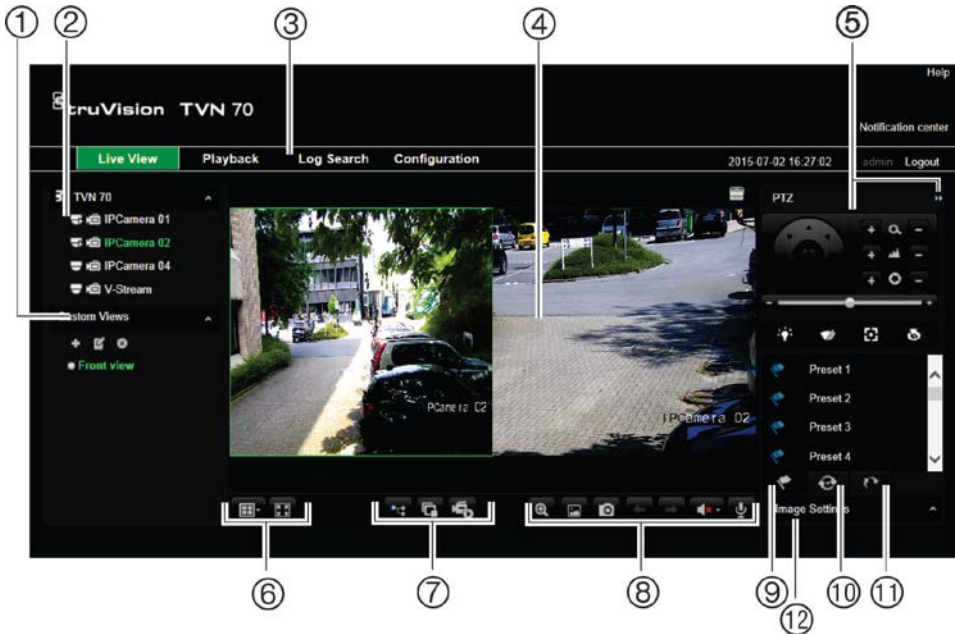 ① ② ③ ④ ⑤
Help
truVision TVN 70
Notification center
Live View Playback Log Search Configuration 2015-07-02 16:27:02 admin Logout
TVN 70
IPCamera 01
IPCamera 02
IPCamera 04
V-Stream
Custom Views
Front view
PCamera 02
IPCamera 02
PTZ
Preset 1
Preset 2
Preset 3
Preset 4
Image Settings
⑥ ⑦ ⑧ ⑨ ⑩ ⑪
⑫